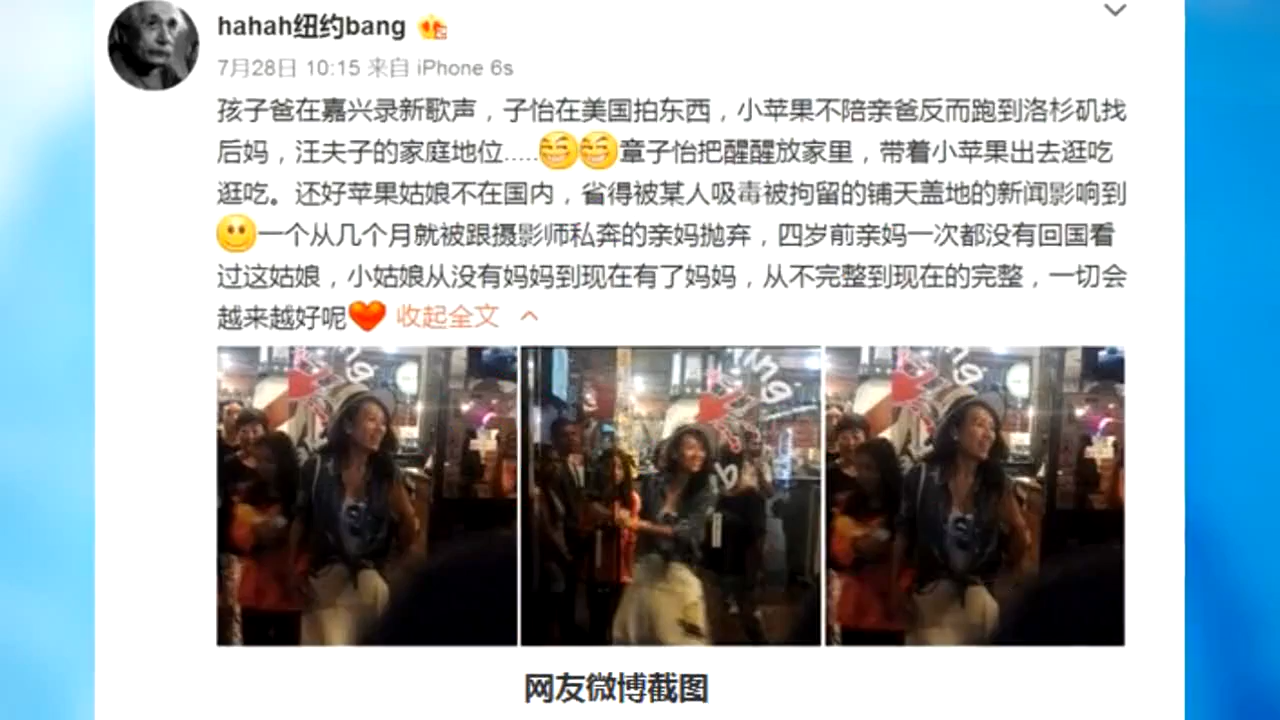 hahah纽约bang
7月28日 10:15 来自 iPhone 6s
孩子爸在嘉兴录新歌声，子怡在美国拍东西，小苹果不陪亲爸反而跑到洛杉矶找
后妈，汪夫子的家庭地位.....😆😆章子怡把醒醒放家里，带着小苹果出去逛吃
逛吃。还好苹果姑娘不在国内，省得被某人吸毒被拘留的铺天盖地的新闻影响到
🙂一个从几个月就被跟摄影师私奔的亲妈抛弃，四岁前亲妈一次都没有回国看
过这姑娘，小姑娘从没有妈妈到现在有了妈妈，从不完整到现在的完整，一切会
越来越好呢❤️ 收起全文
网友微博截图